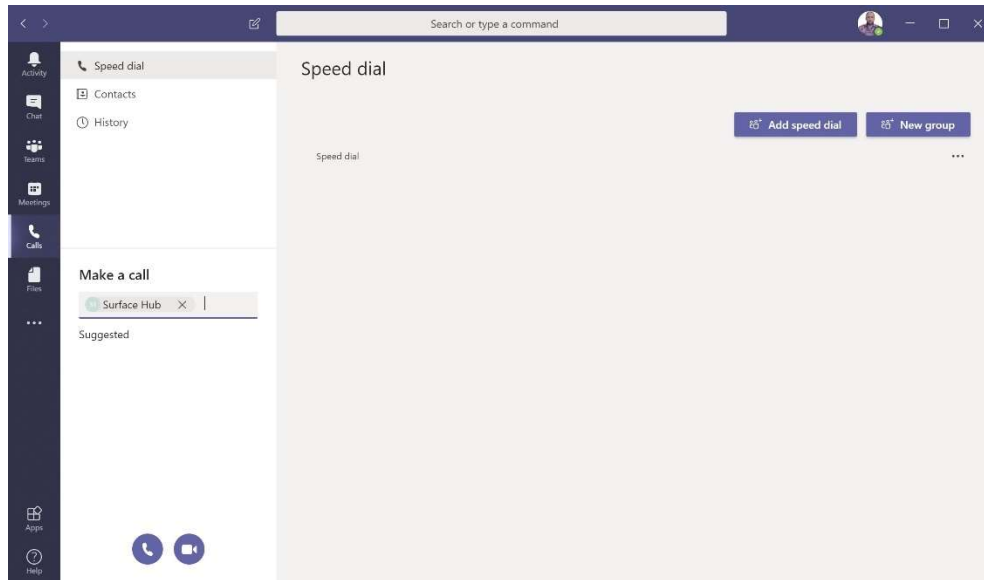 Search or type a command
Activity
Chat
Teams
Meetings
Calls
Files
Apps
Help
Speed dial
Contacts
History
Make a call
Surface Hub
Suggested
Speed dial
Add speed dial
New group
Speed dial